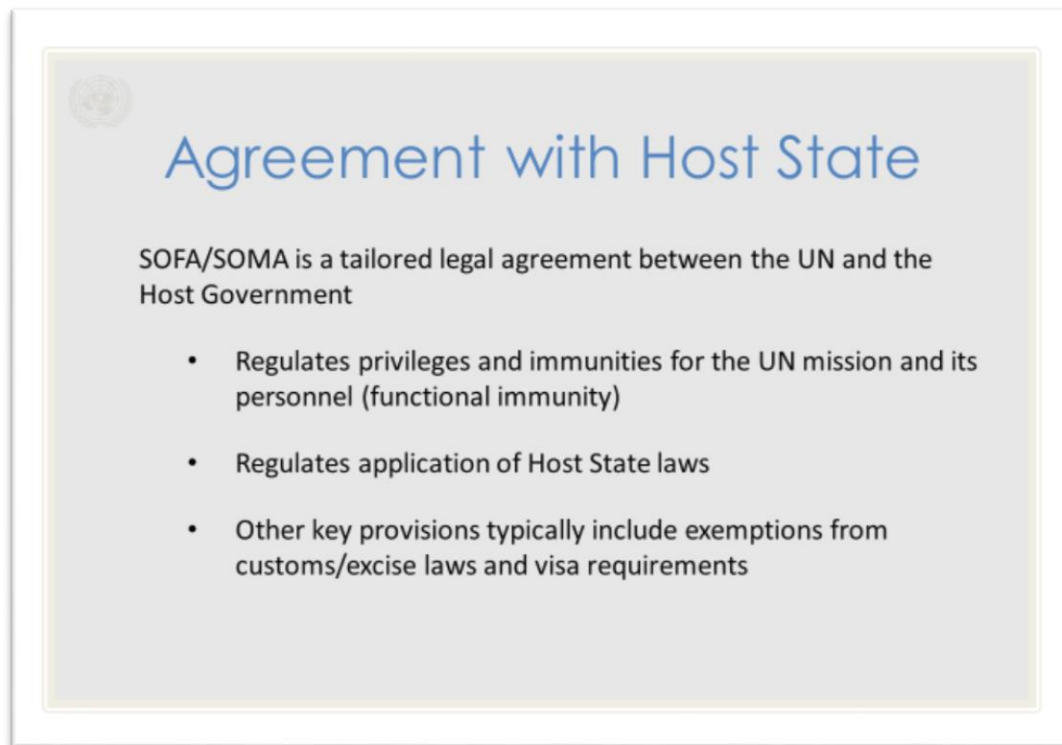 Agreement with Host State
SOFA/SOMA is a tailored legal agreement between the UN and the
Host Government
• Regulates privileges and immunities for the UN mission and its
personnel (functional immunity)
• Regulates application of Host State laws
• Other key provisions typically include exemptions from
customs/excise laws and visa requirements